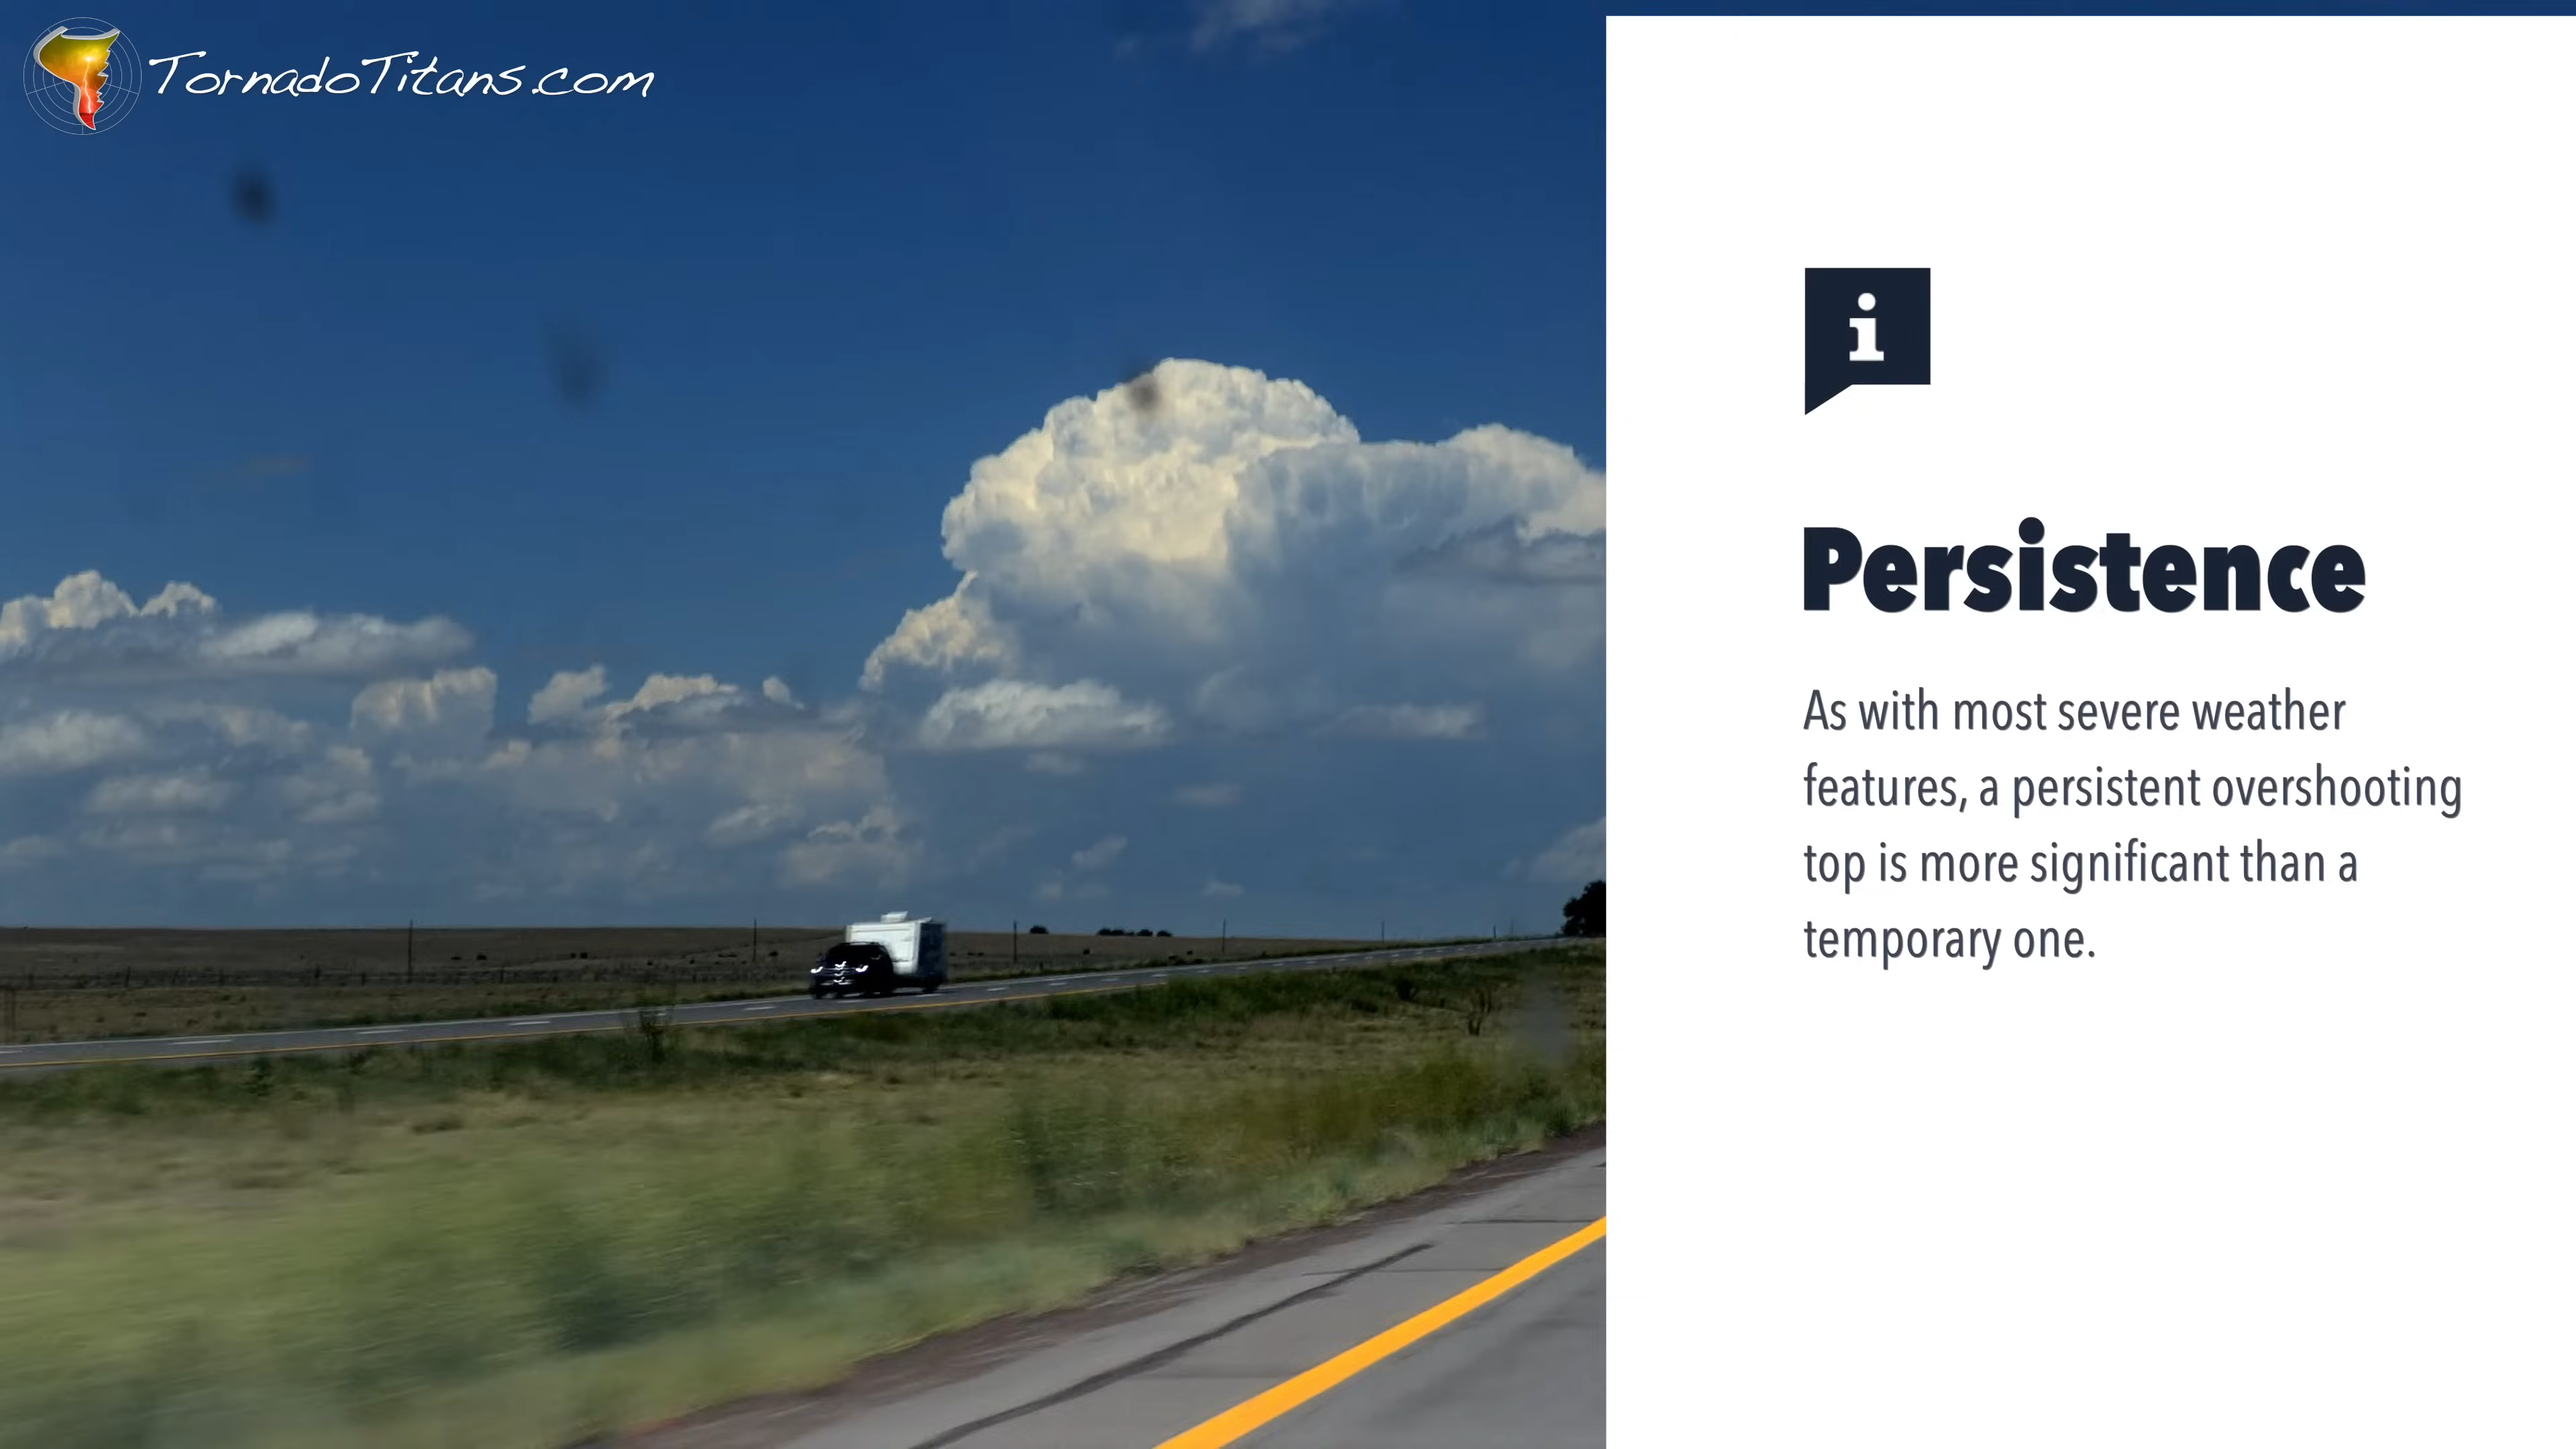 TornadoTitans.com
i
Persistence
As with most severe weather
features, a persistent overshooting
top is more significant than a
temporary one.